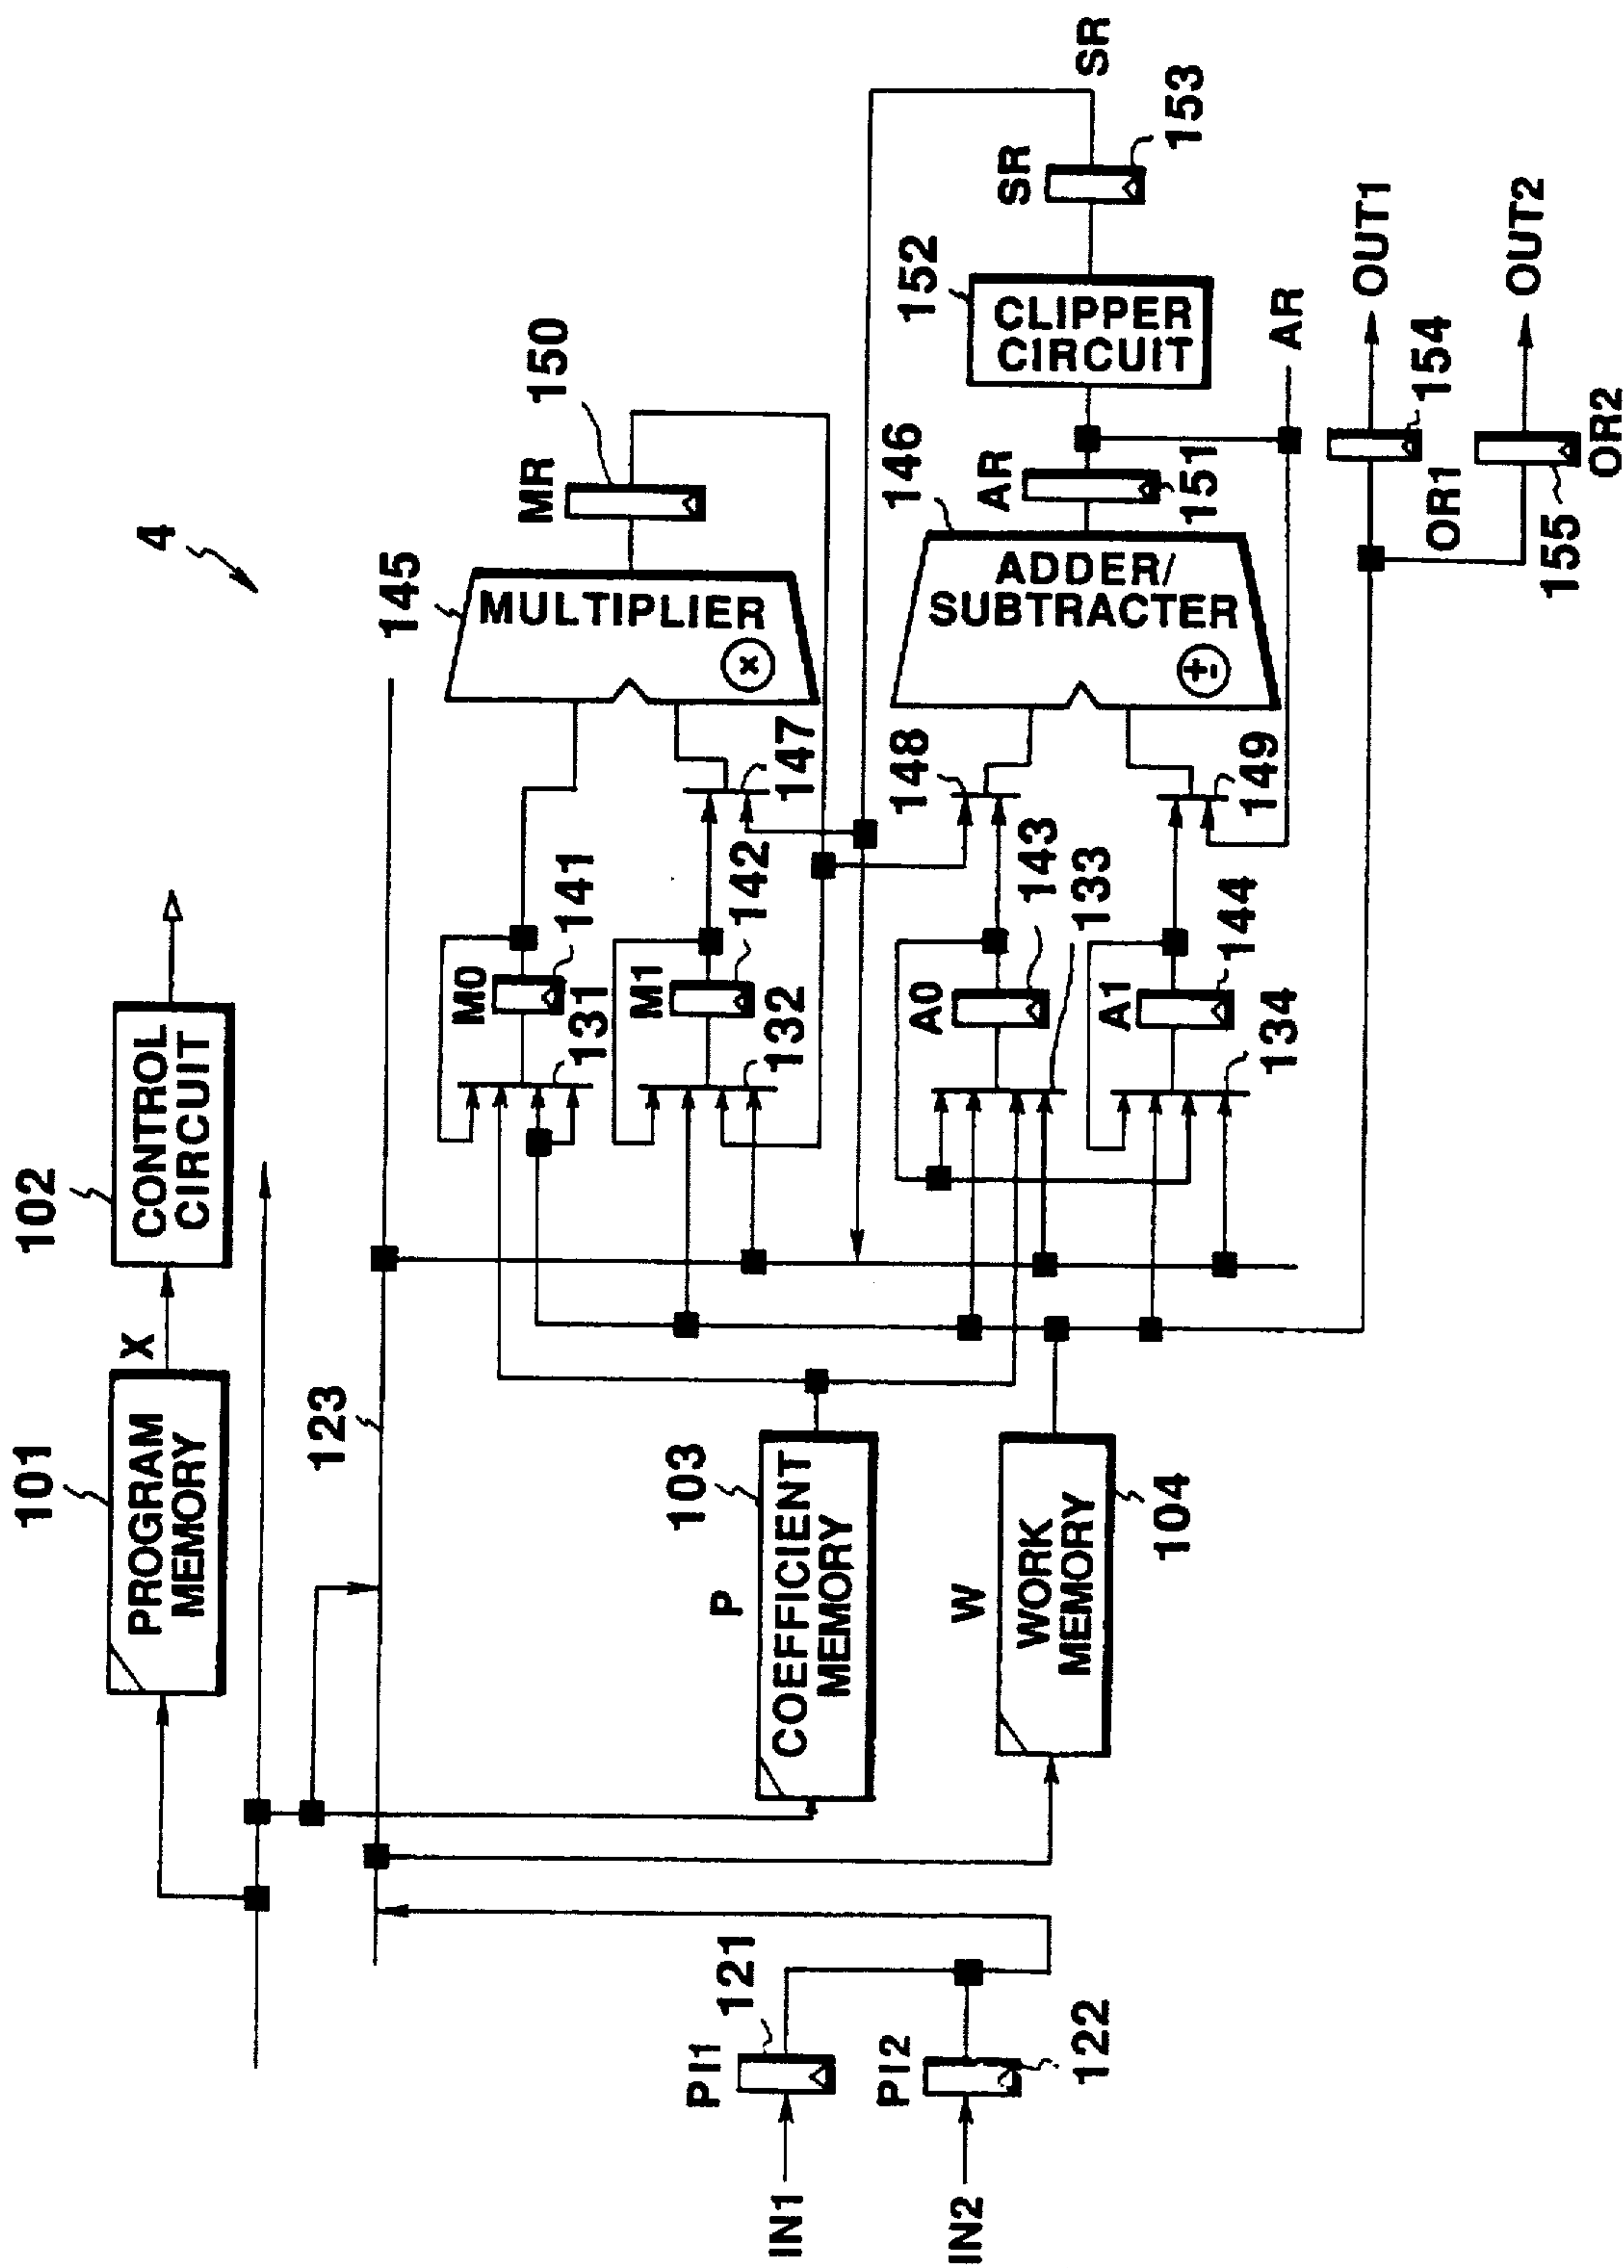 4
101
PROGRAM
MEMORY
X
102
CONTROL
CIRCUIT
123
145
MULTIPLIER
×
MR
150
M0
141
131
M1
142
132
147
103
P
COEFFICIENT
MEMORY
W
WORK
MEMORY
104
148
146
ADDER/
SUBTRACTER
±
AR
151
152
CLIPPER
CIRCUIT
SR
153
SR
A0
143
133
A1
144
134
149
AR
PI1
121
IN1
PI2
122
IN2
OR1
154
OUT1
155
OR2
OUT2